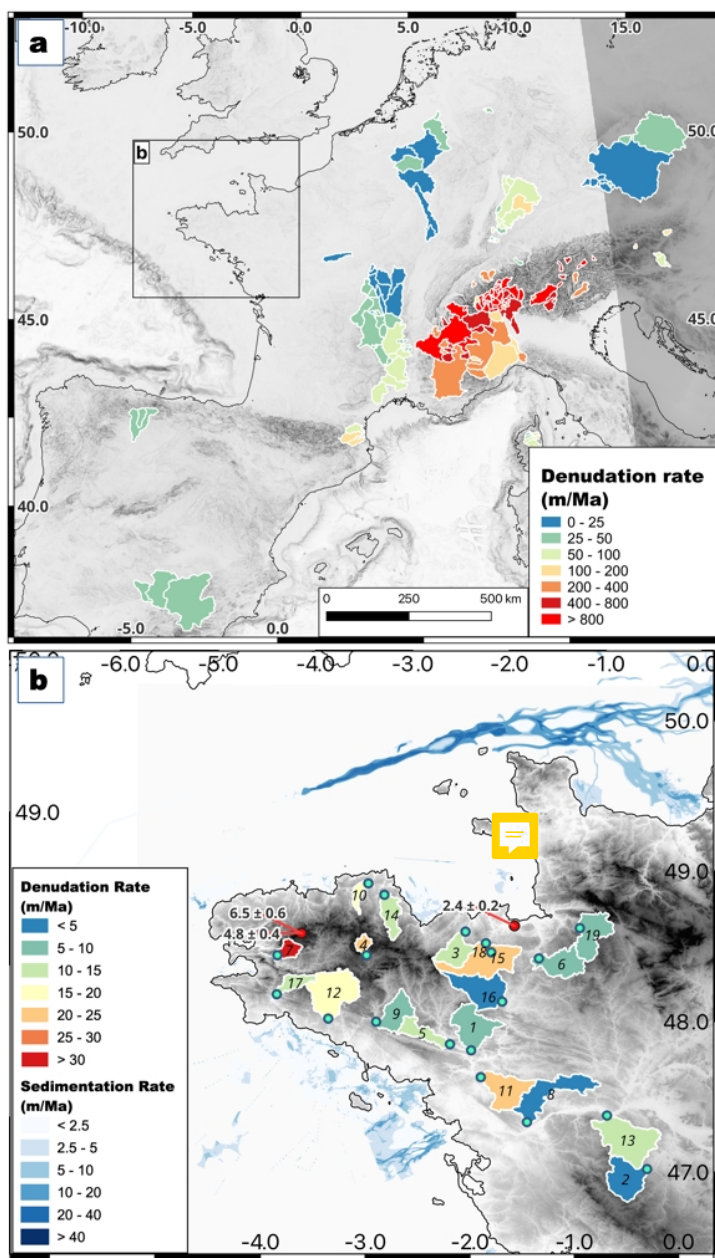 a
-10.0 -5.0 -0.0 5.0 10.0 15.0
50.0 50.0
b
45.0 45.0
40.0
Denudation rate
(m/Ma)
0 - 25
25 - 50
50 - 100
100 - 200
200 - 400
400 - 800
> 800
0 250 500 km
-5.0 0.0
b
-6.0 -5.0 -4.0 -3.0 -2.0 -1.0 0.0
50.0
49.0
49.0
Denudation Rate
(m/Ma)
< 5
5 - 10
10 - 15
15 - 20
20 - 25
25 - 30
> 30
Sedimentation Rate
(m/Ma)
< 2.5
2.5 - 5
5 - 10
10 - 20
20 - 40
> 40
10
6.5 ± 0.6
2.4 ± 0.2
14
4.8 ± 0.4
7
4
3
18
15
19
6
17
12
16
48.0
9
1
5
11
8
13
2
47.0
-4.0 -3.0 -2.0 -1.0 0.0